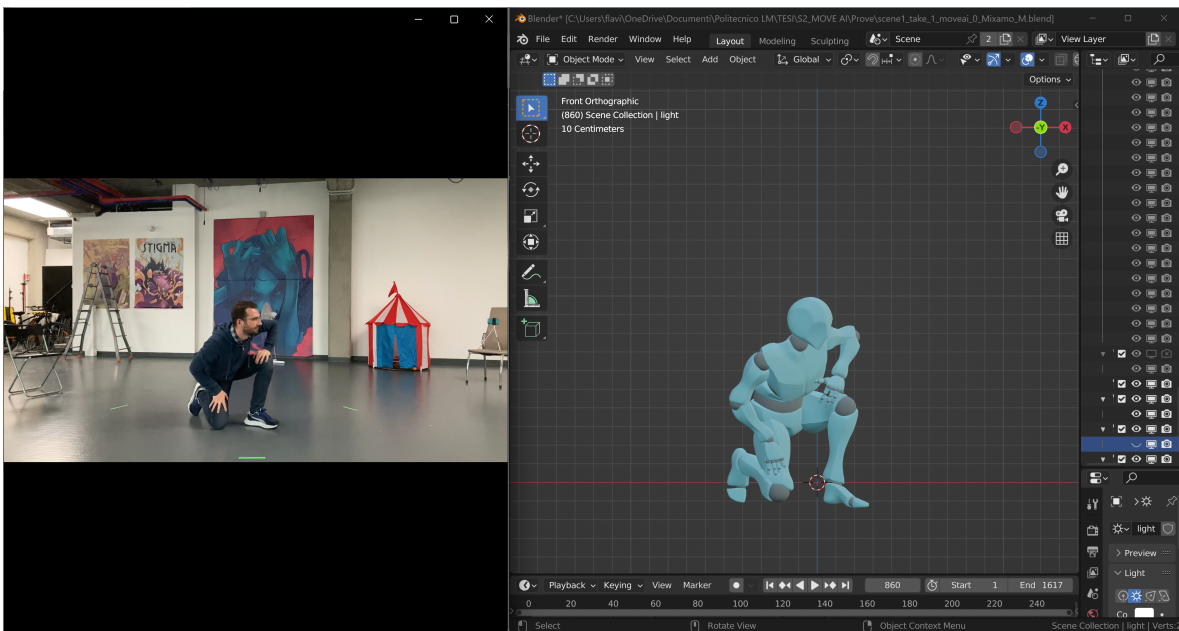 Blender* [C:\Users\flavi\OneDrive\Documenti\Politecnico LM\TESI\S2_MOVE AI\Prove\scene1_take_1_moveai_0_Mixamo_M.blend]
File Edit Render Window Help Layout Modeling Sculpting Scene 2 View Layer
Object Mode View Select Add Object Global
Options
Front Orthographic
(860) Scene Collection | light
10 Centimeters
Z
-Y X
STIGMA
light
Preview
Light
Co
Playback Keying View Marker 860 Start 1 End 1617
0 20 40 60 80 100 120 140 160 180 200 220 240
Select Rotate View Object Context Menu Scene Collection | light | Verts: